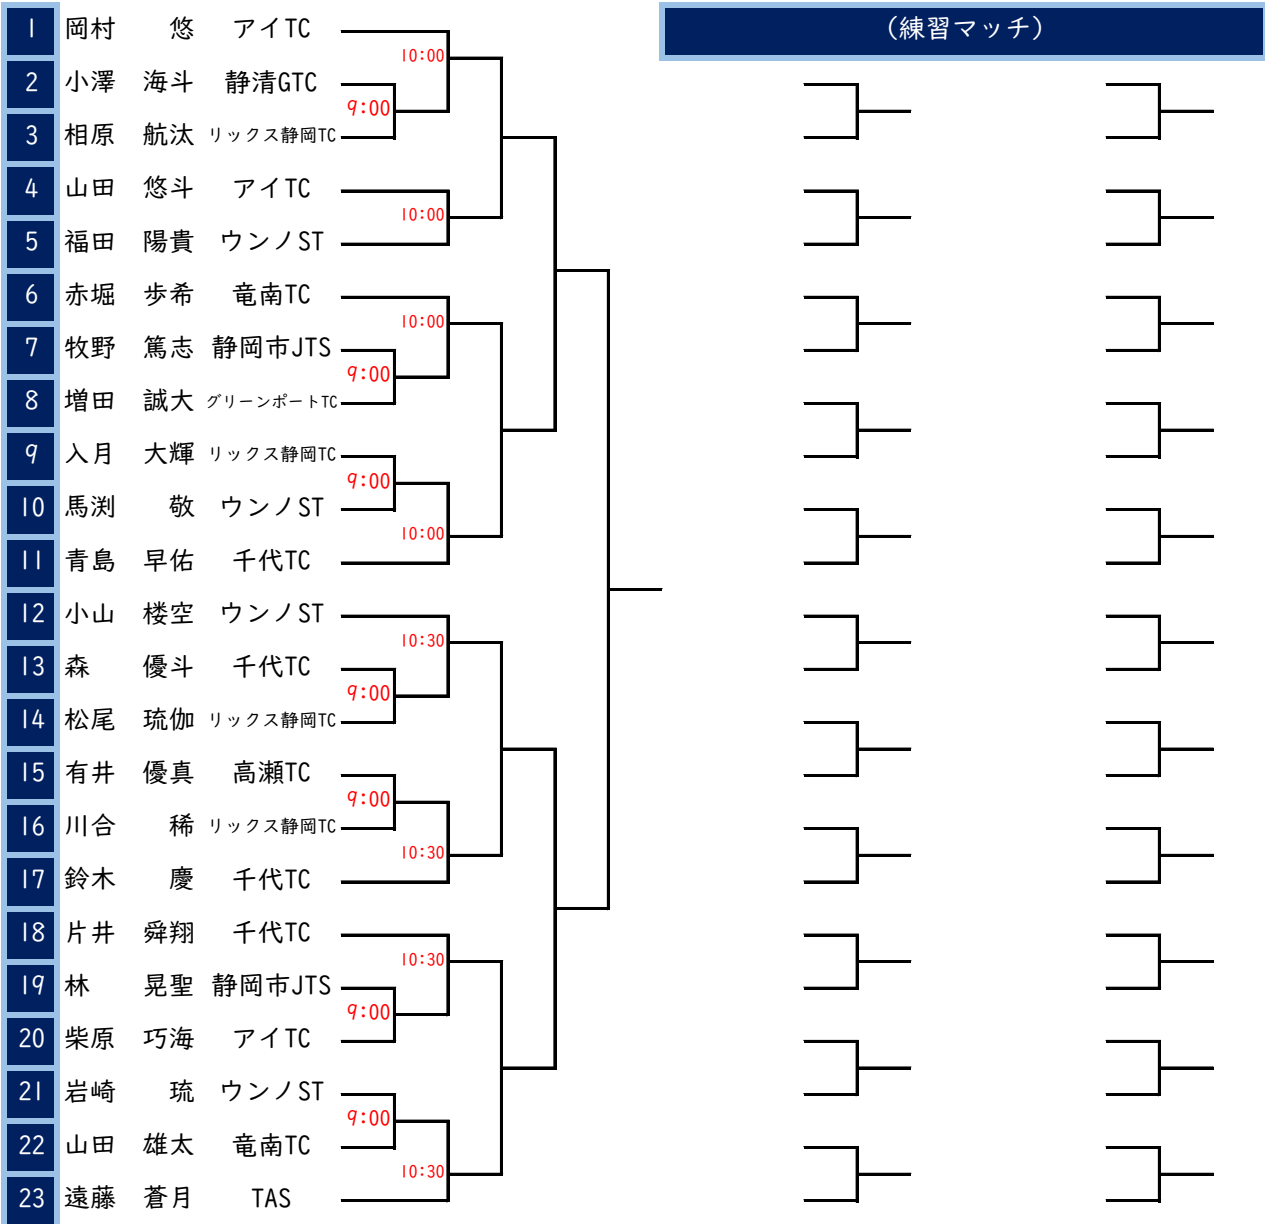 (練習マッチ)
1 岡村 悠 アイTC
10:00
2 小澤 海斗 静清GTC
9:00
3 相原 航汰 リックス静岡TC
4 山田 悠斗 アイTC
10:00
5 福田 陽貴 ウンノST
6 赤堀 歩希 竜南TC
10:00
7 牧野 篤志 静岡市JTS
9:00
8 増田 誠大 グリーンポートTC
9 入月 大輝 リックス静岡TC
9:00
10 馬渕 敬 ウンノST
10:00
11 青島 早佑 千代TC
12 小山 楼空 ウンノST
10:30
13 森 優斗 千代TC
9:00
14 松尾 琉伽 リックス静岡TC
15 有井 優真 高瀬TC
9:00
16 川合 稀 リックス静岡TC
10:30
17 鈴木 慶 千代TC
18 片井 舜翔 千代TC
10:30
19 林 晃聖 静岡市JTS
9:00
20 柴原 巧海 アイTC
21 岩崎 琉 ウンノST
9:00
22 山田 雄太 竜南TC
10:30
23 遠藤 蒼月 TAS